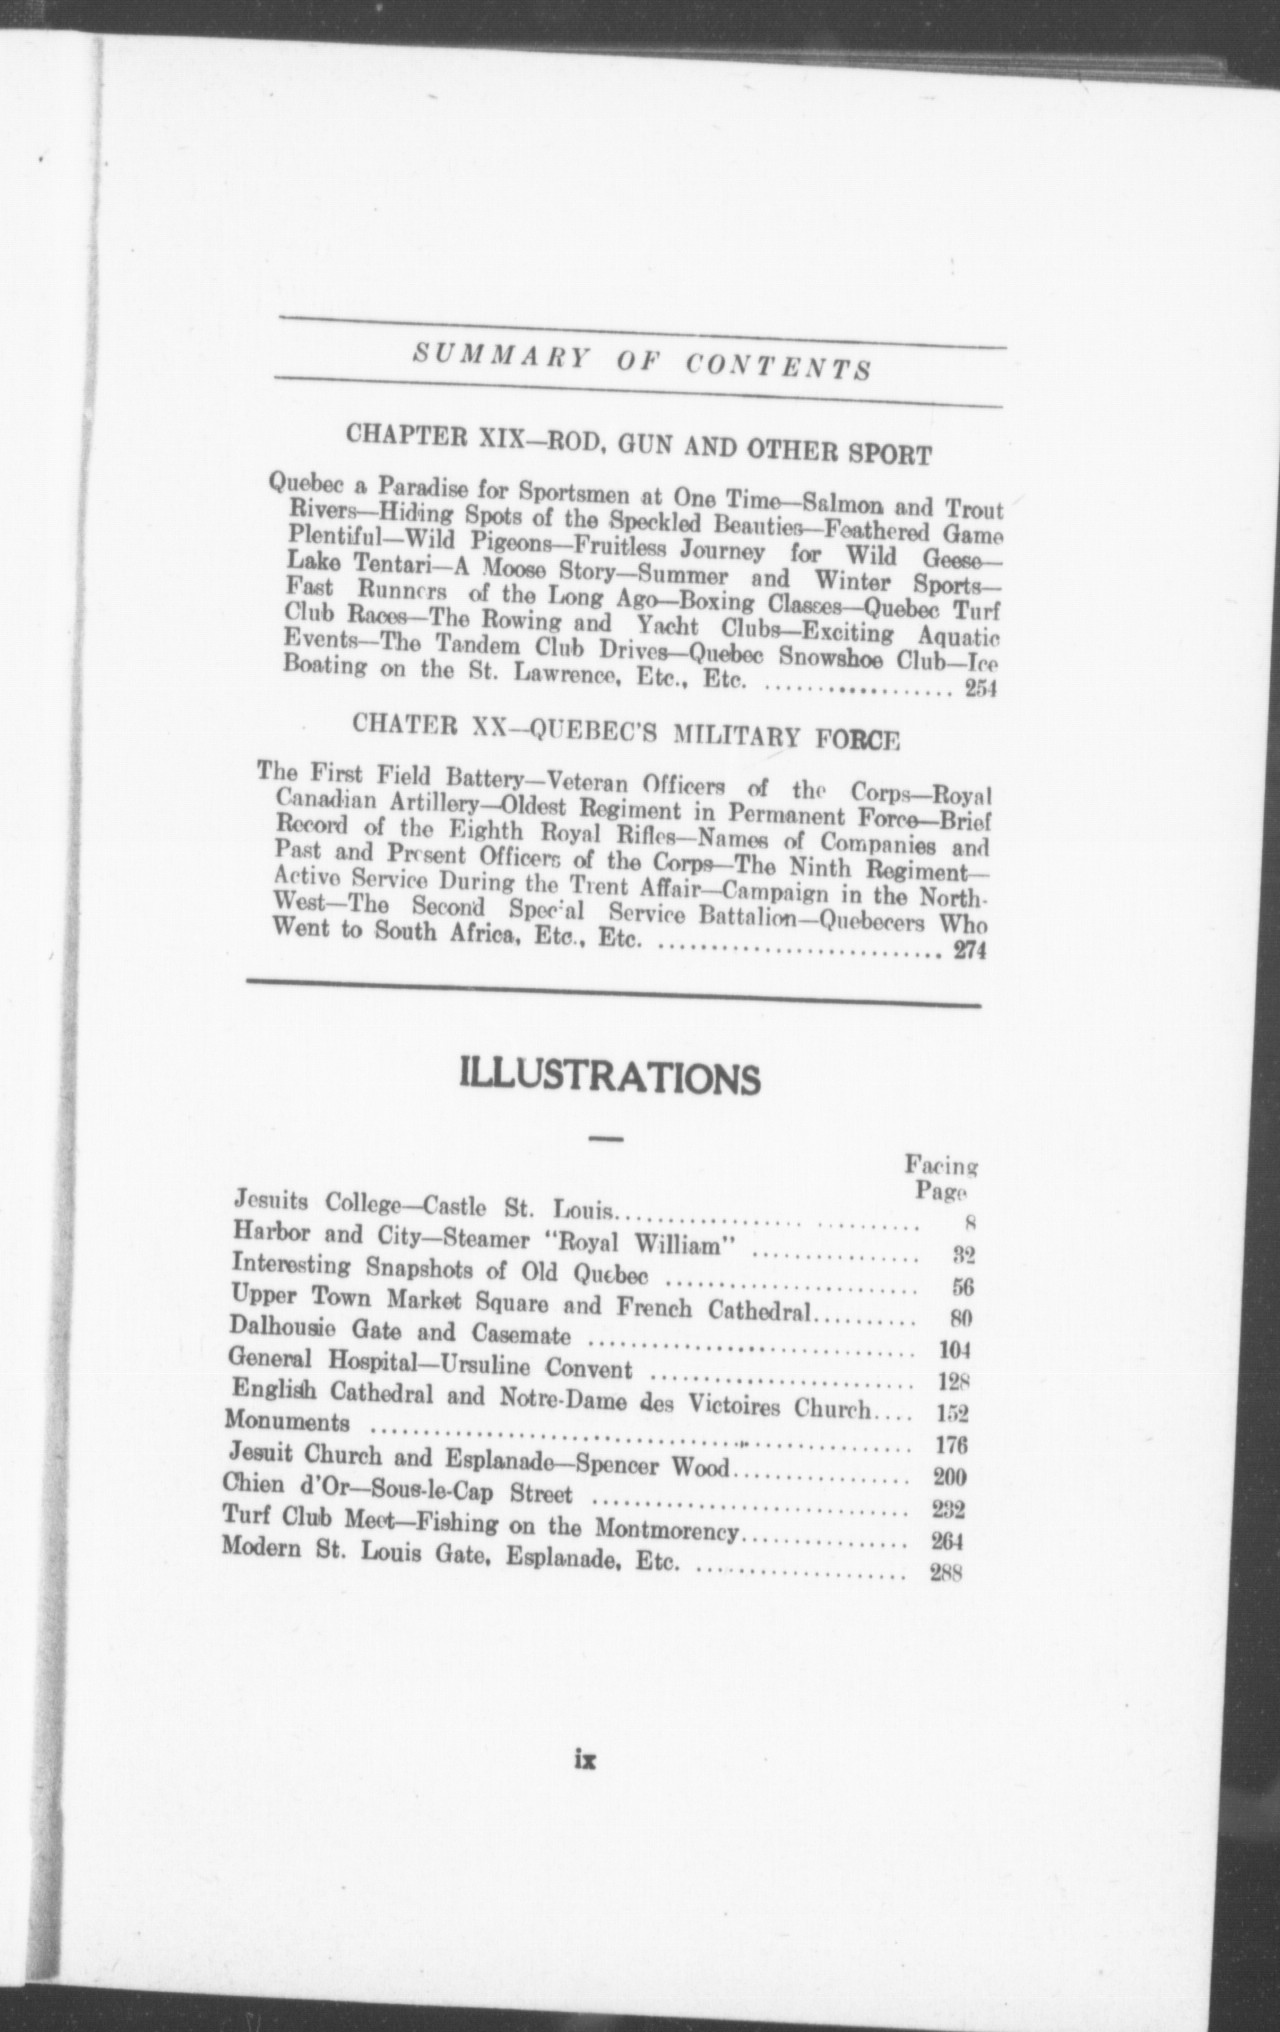 SUMMARY OF CONTENTS
CHAPTER XIX—ROD, GUN AND OTHER SPORT
Quebec a Paradise for Sportsmen at One Time—Salmon and Trout
Rivers—Hiding Spots of the Speckled Beauties—Feathered Game
Plentiful—Wild Pigeons—Fruitless Journey for Wild Geese—
Lake Tentari—A Moose Story—Summer and Winter Sports—
Fast Runners of the Long Ago—Boxing Classes—Quebec Turf
Club Races—The Rowing and Yacht Clubs—Exciting Aquatic
Events—The Tandem Club Drives—Quebec Snowshoe Club—Ice
Boating on the St. Lawrence, Etc., Etc. .................. 254
CHATER XX—QUEBEC'S MILITARY FORCE
The First Field Battery—Veteran Officers of the Corps—Royal
Canadian Artillery—Oldest Regiment in Permanent Force—Brief
Record of the Eighth Royal Rifles—Names of Companies and
Past and Present Officers of the Corps—The Ninth Regiment—
Active Service During the Trent Affair—Campaign in the North-
West—The Second Special Service Battalion—Quebecers Who
Went to South Africa, Etc., Etc. ........................... 274
ILLUSTRATIONS
Facing
Page
Jesuits College—Castle St. Louis............................ 8
Harbor and City—Steamer "Royal William" ................ 32
Interesting Snapshots of Old Quebec ........................ 56
Upper Town Market Square and French Cathedral.......... 80
Dalhousie Gate and Casemate ............................... 104
General Hospital—Ursuline Convent ......................... 128
English Cathedral and Notre-Dame des Victoires Church.... 152
Monuments .................................................... 176
Jesuit Church and Esplanade—Spencer Wood................. 200
Chien d'Or—Sous-le-Cap Street .............................. 232
Turf Club Meet—Fishing on the Montmorency................ 264
Modern St. Louis Gate, Esplanade, Etc. .................... 288
ix